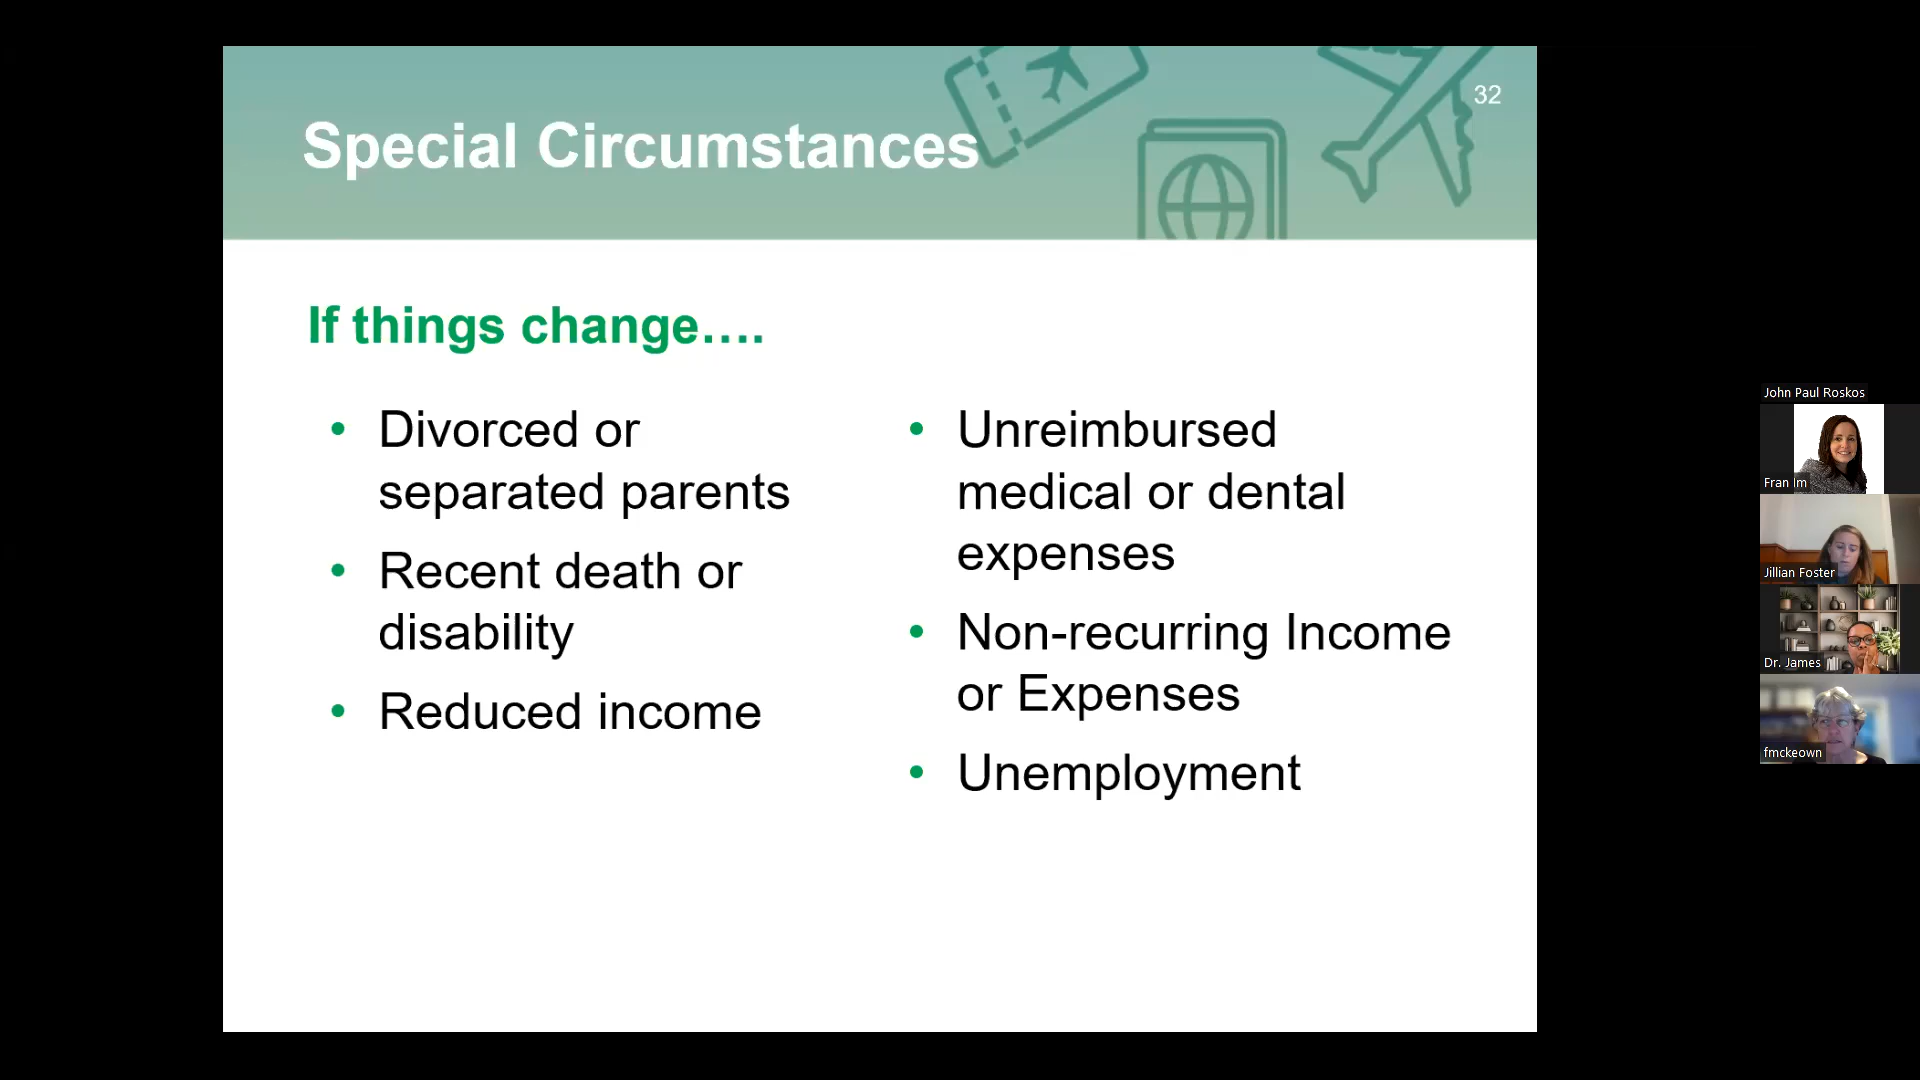 32
Special Circumstances
If things change….
• Divorced or
separated parents
• Recent death or
disability
• Reduced income
• Unreimbursed
medical or dental
expenses
• Non-recurring Income
or Expenses
• Unemployment
John Paul Roskos
Fran Im
Jillian Foster
Dr. James
fmckeown